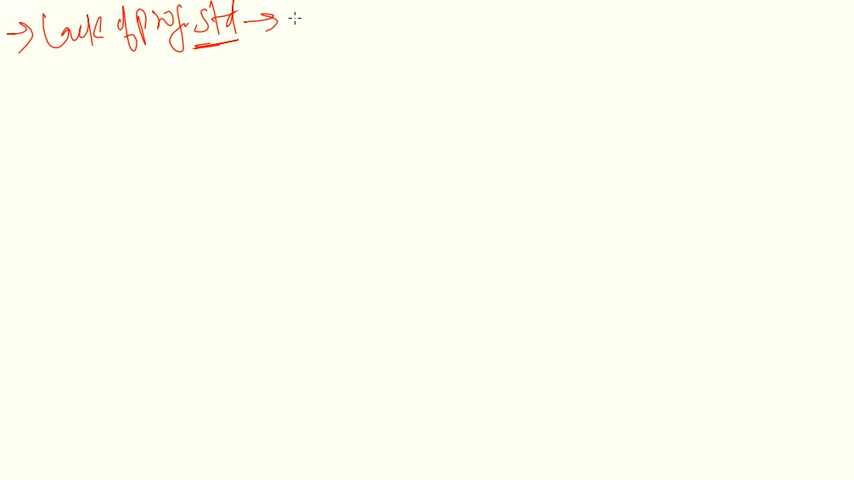 → Lack of prof. std →